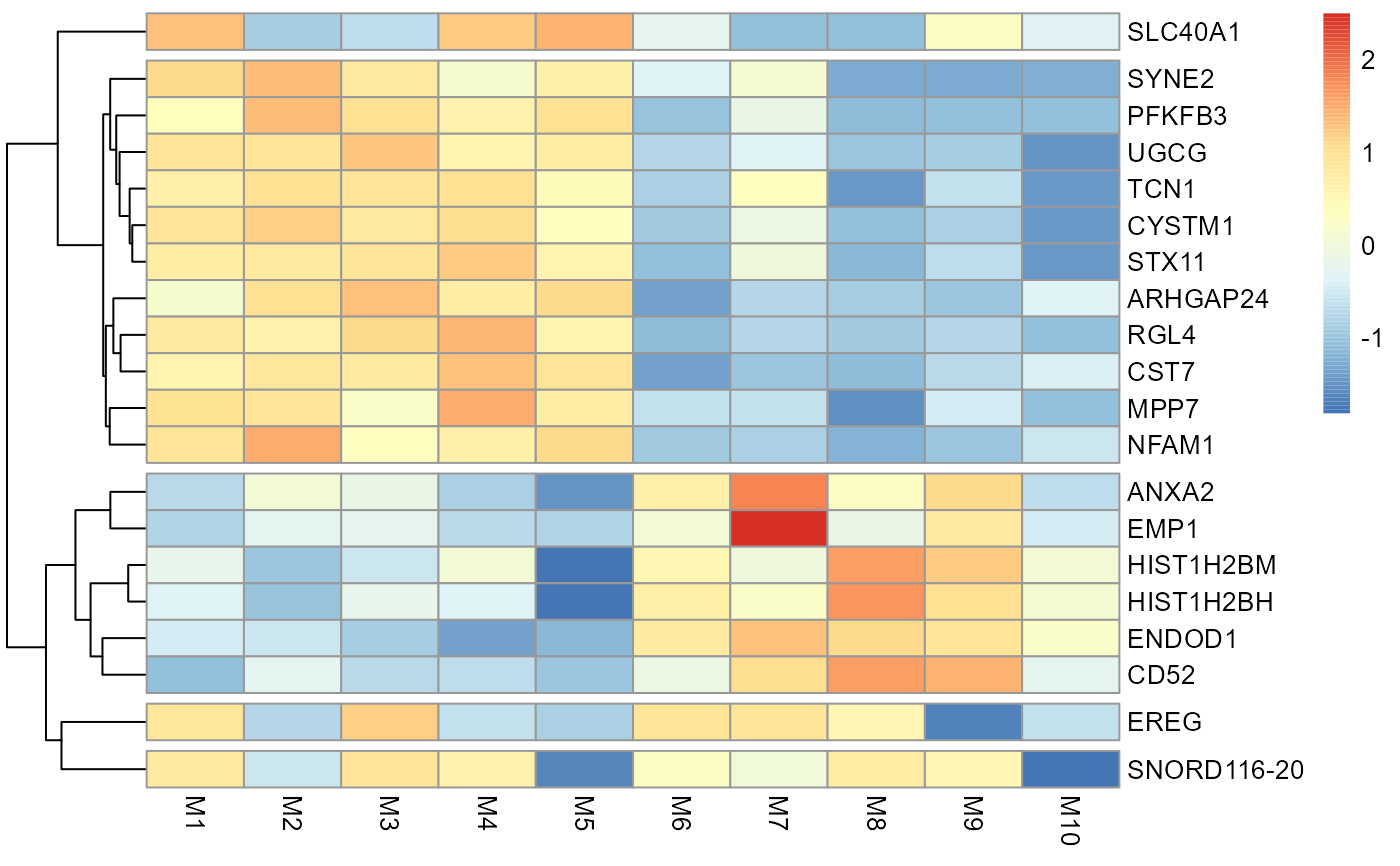 SLC40A1
SYNE2
PFKFB3
UGCG
TCN1
CYSTM1
STX11
ARHGAP24
RGL4
CST7
MPP7
NFAM1
ANXA2
EMP1
HIST1H2BM
HIST1H2BH
ENDOD1
CD52
EREG
SNORD116-20
M1
M2
M3
M4
M5
M6
M7
M8
M9
M10
2
1
0
-1